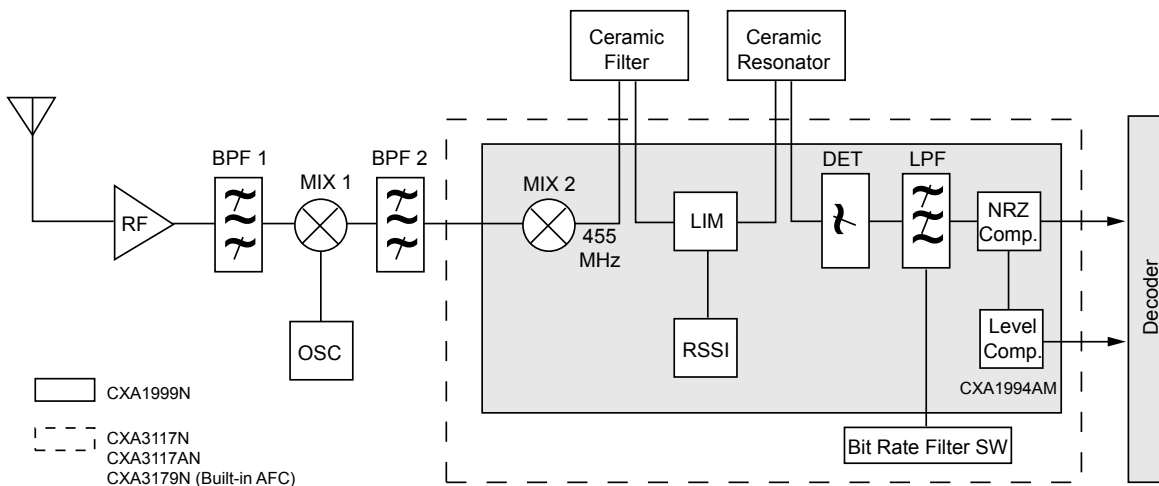 Ceramic
Filter
Ceramic
Resonator
BPF 1
MIX 1
BPF 2
MIX 2
DET
LPF
RF
LIM
NRZ
Comp.
455
MHz
OSC
RSSI
Level
Comp.
CXA1994AM
Decoder
Bit Rate Filter SW
CXA1999N
CXA3117N
CXA3117AN
CXA3179N (Built-in AFC)